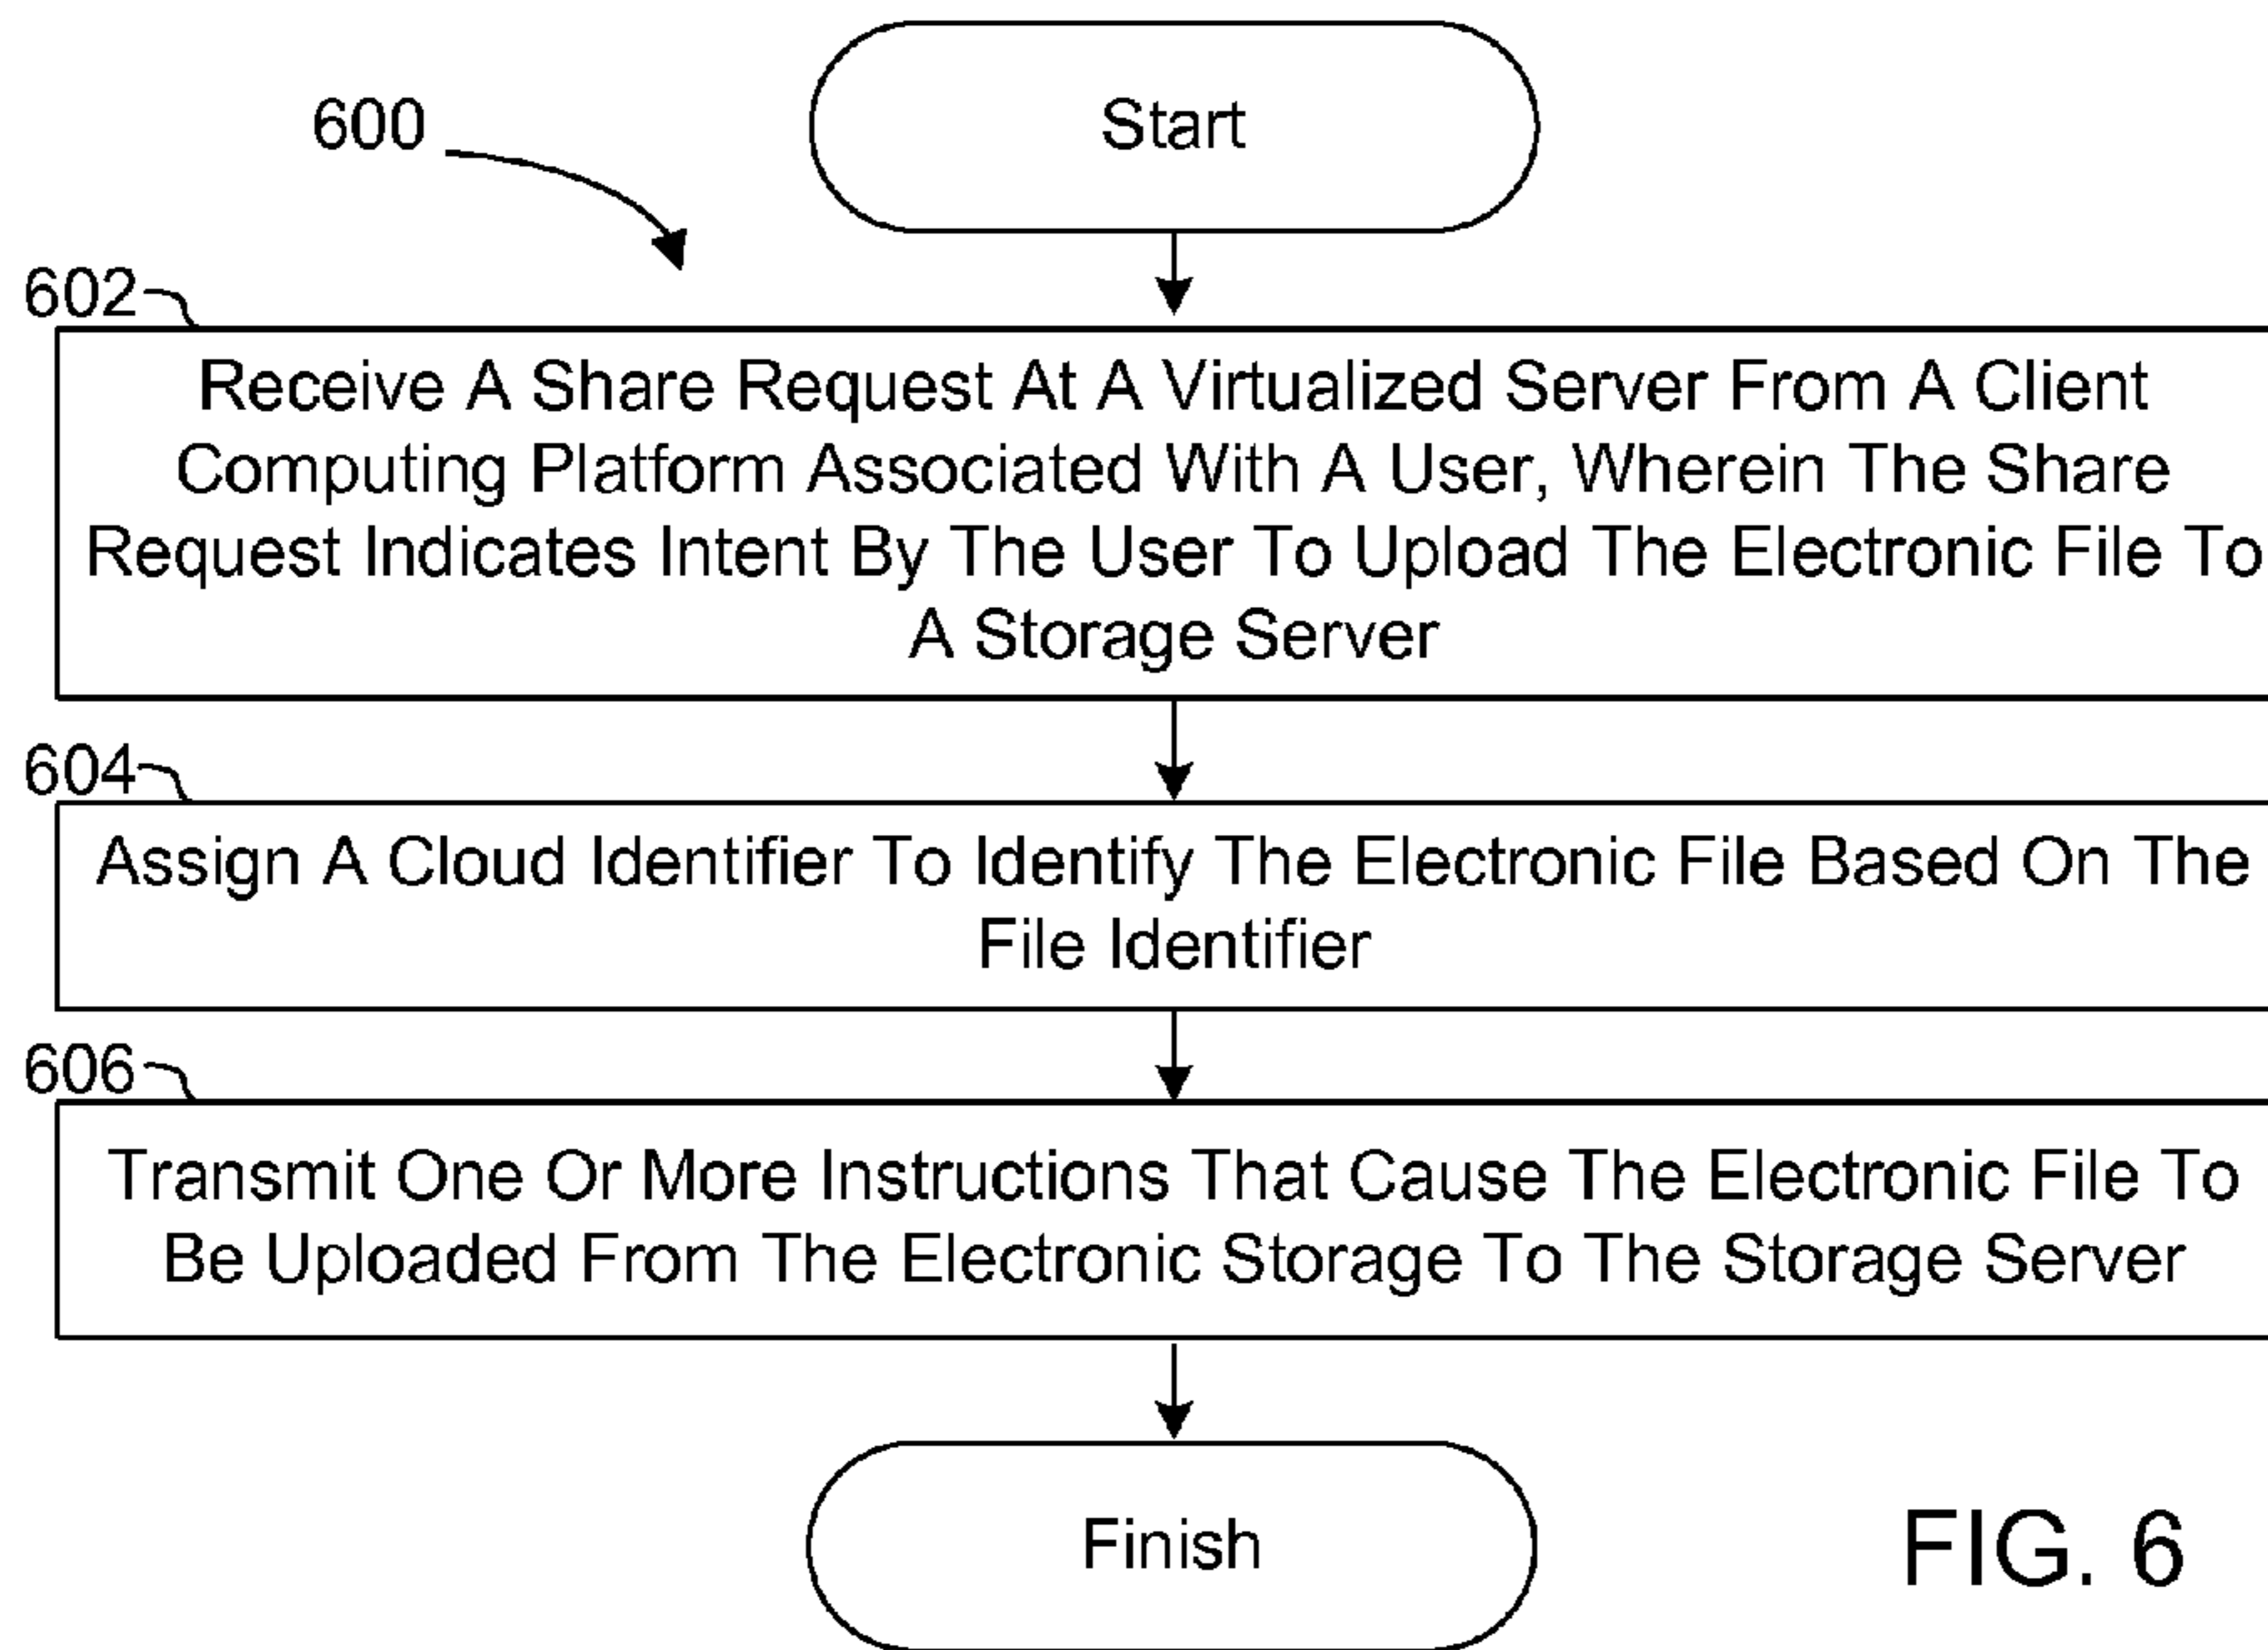 Start
600
602
Receive A Share Request At A Virtualized Server From A Client
Computing Platform Associated With A User, Wherein The Share
Request Indicates Intent By The User To Upload The Electronic File To
A Storage Server
604
Assign A Cloud Identifier To Identify The Electronic File Based On The
File Identifier
606
Transmit One Or More Instructions That Cause The Electronic File To
Be Uploaded From The Electronic Storage To The Storage Server
Finish
FIG. 6